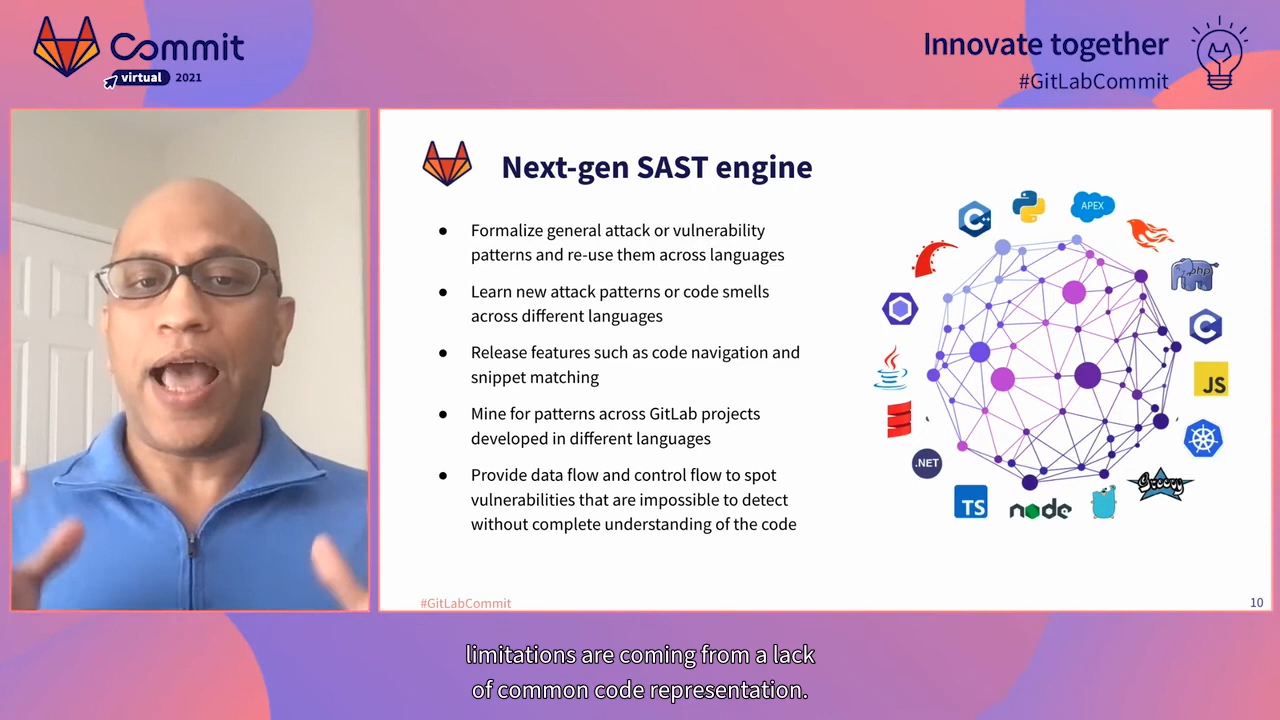 Commit
virtual 2021
Innovate together
#GitLabCommit
Next-gen SAST engine
● Formalize general attack or vulnerability
patterns and re-use them across languages
● Learn new attack patterns or code smells
across different languages
● Release features such as code navigation and
snippet matching
● Mine for patterns across GitLab projects
developed in different languages
● Provide data flow and control flow to spot
vulnerabilities that are impossible to detect
without complete understanding of the code
C++
APEX
php
C
JS
Java
.NET
TS
node
Groovy
#GitLabCommit
10
limitations are coming from a lack
of common code representation.